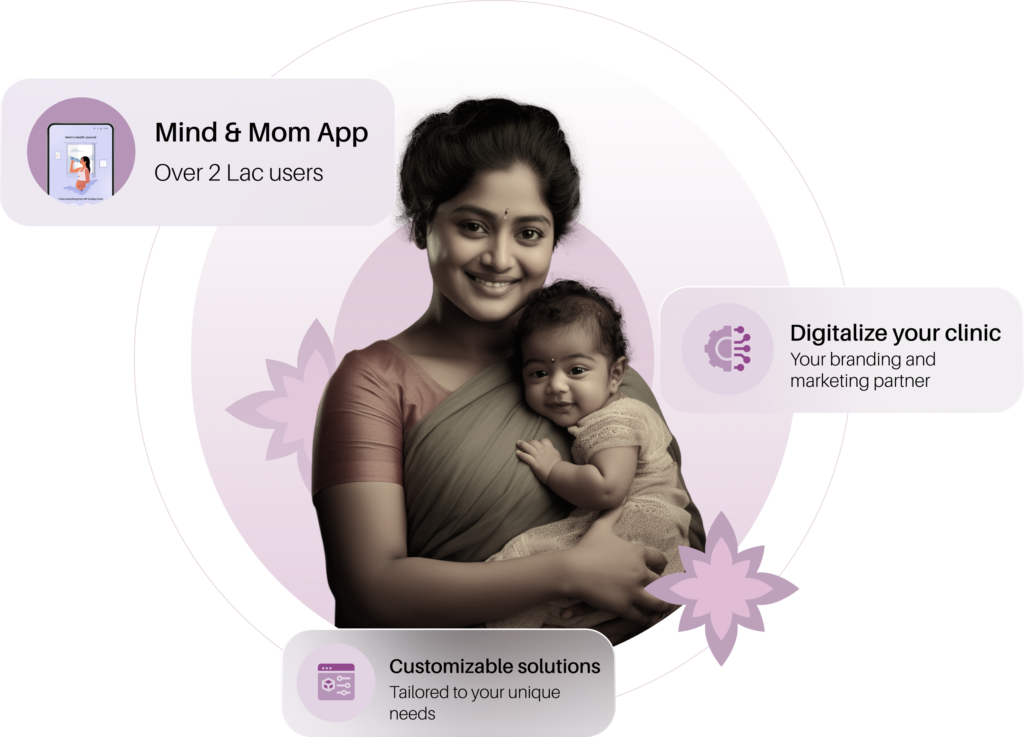 Mind & Mom App
Over 2 Lac users
Digitalize your clinic
Your branding and
marketing partner
Customizable solutions
Tailored to your unique
needs